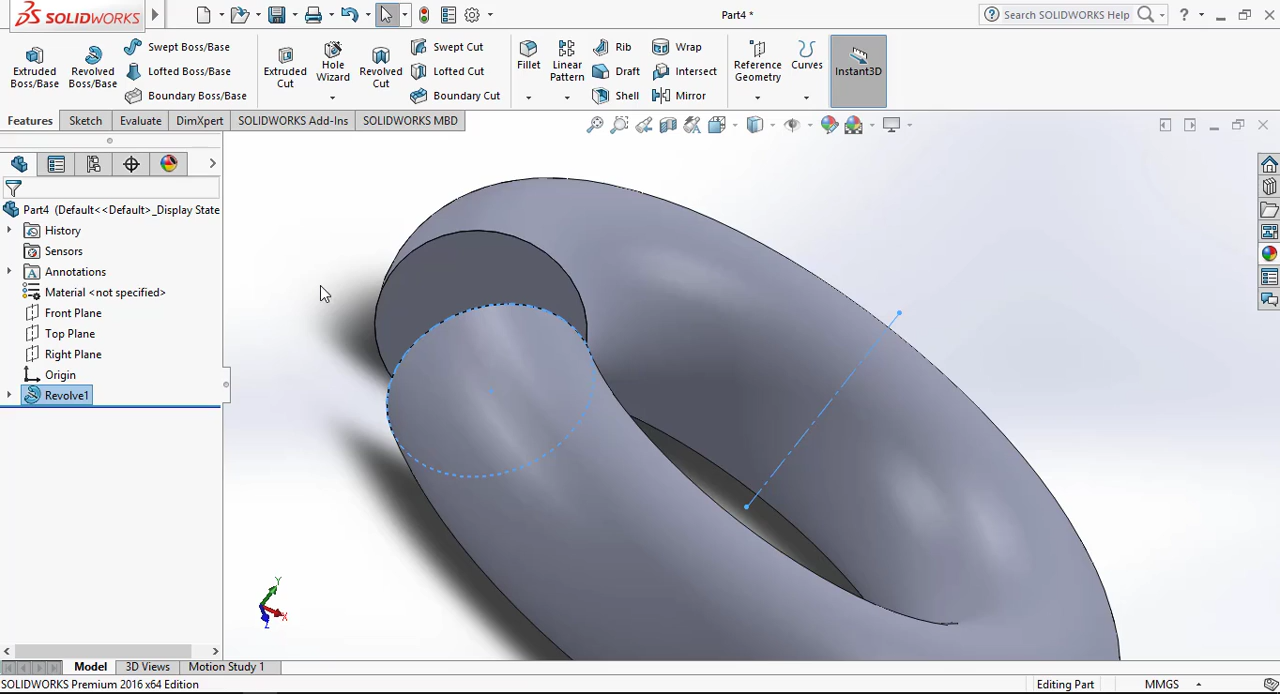 SOLIDWORKS
Part4 *
Search SOLIDWORKS Help
?
Extruded Boss/Base
Revolved Boss/Base
Swept Boss/Base
Lofted Boss/Base
Boundary Boss/Base
Extruded Cut
Hole Wizard
Revolved Cut
Swept Cut
Lofted Cut
Boundary Cut
Fillet
Linear Pattern
Rib
Draft
Shell
Wrap
Intersect
Mirror
Reference Geometry
Curves
Instant3D
Features
Sketch
Evaluate
DimXpert
SOLIDWORKS Add-Ins
SOLIDWORKS MBD
Part4 (Default<<Default>_Display State
History
Sensors
Annotations
Material <not specified>
Front Plane
Top Plane
Right Plane
Origin
Revolve1
Y
X
Z
Model
3D Views
Motion Study 1
SOLIDWORKS Premium 2016 x64 Edition
Editing Part
MMGS